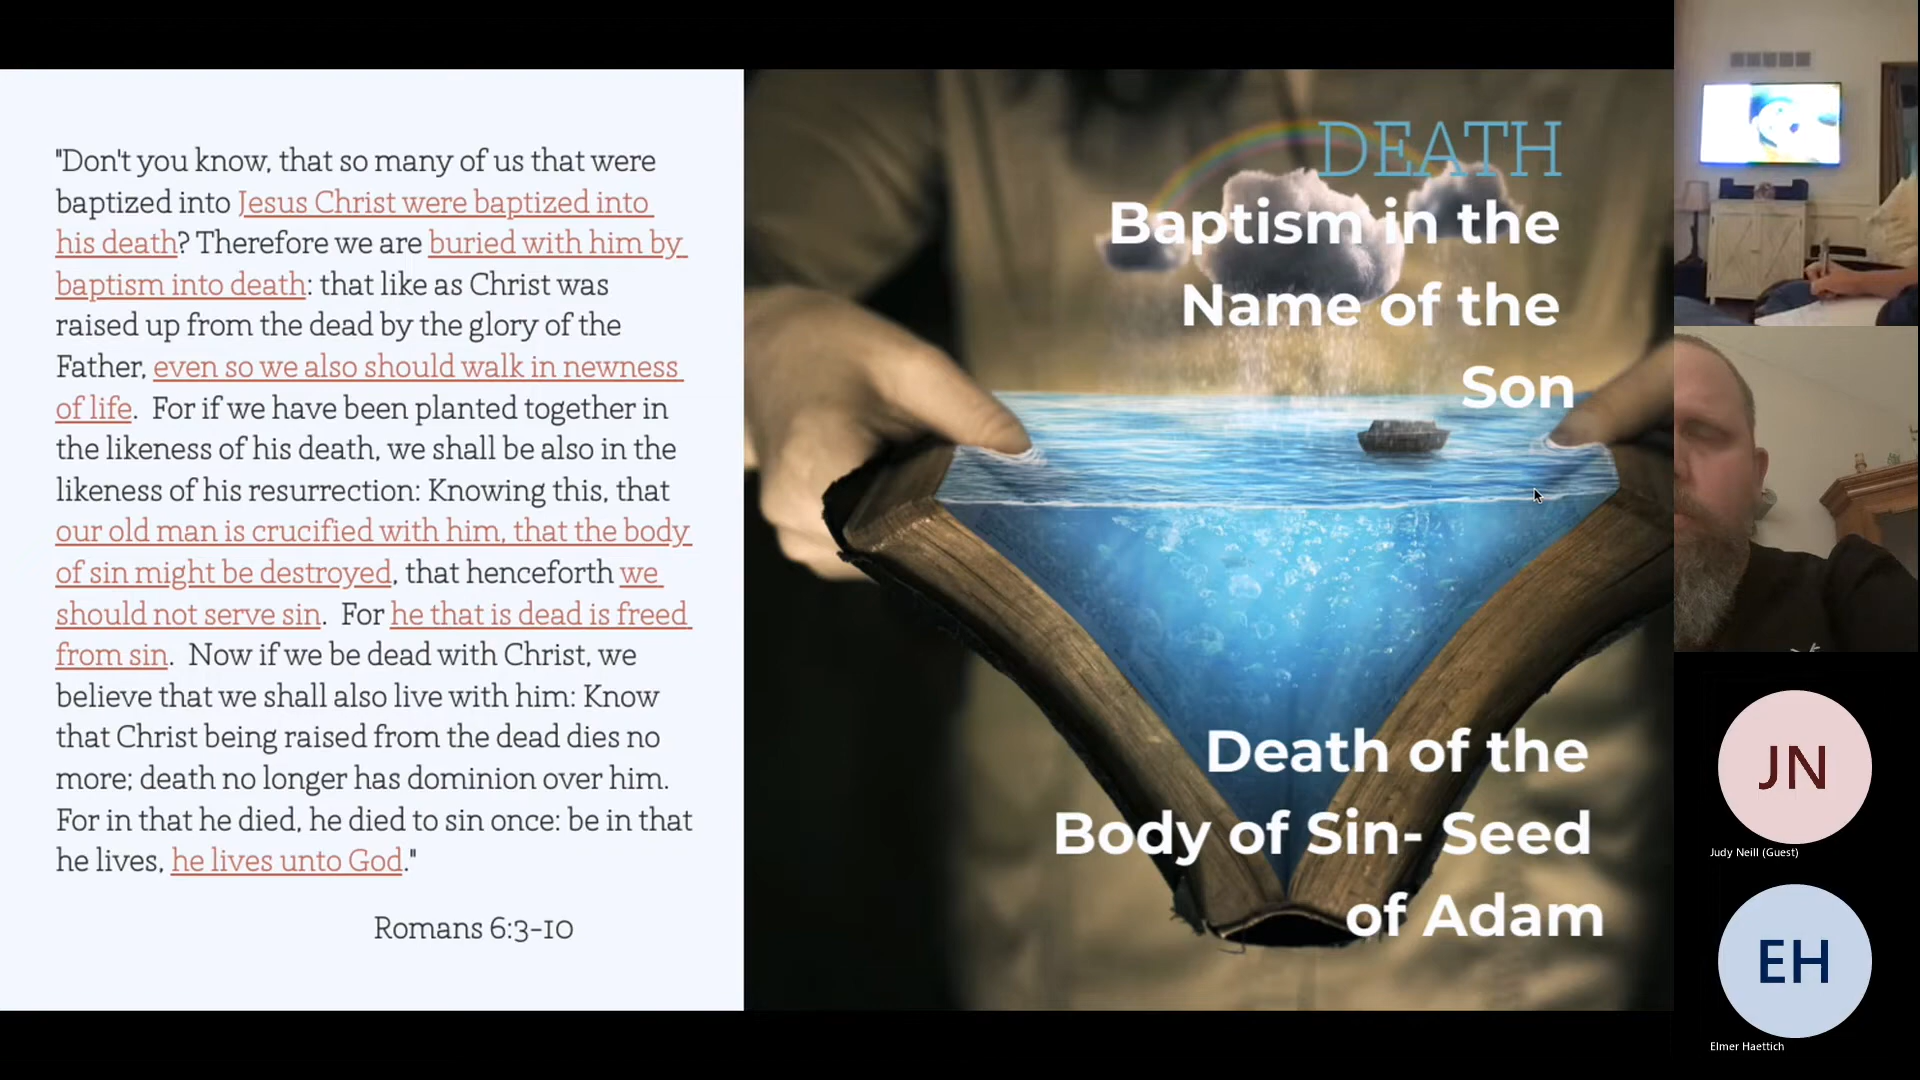 "Don't you know, that so many of us that were
baptized into Jesus Christ were baptized into
his death? Therefore we are buried with him by
baptism into death: that like as Christ was
raised up from the dead by the glory of the
Father, even so we also should walk in newness
of life.  For if we have been planted together in
the likeness of his death, we shall be also in the
likeness of his resurrection: Knowing this, that
our old man is crucified with him, that the body
of sin might be destroyed, that henceforth we
should not serve sin.  For he that is dead is freed
from sin.  Now if we be dead with Christ, we
believe that we shall also live with him: Know
that Christ being raised from the dead dies no
more; death no longer has dominion over him.
For in that he died, he died to sin once: be in that
he lives, he lives unto God."
Romans 6:3-10
DEATH
Baptism in the
Name of the
Son
Death of the
Body of Sin- Seed
of Adam
JN
Judy Neill (Guest)
EH
Elmer Haettich